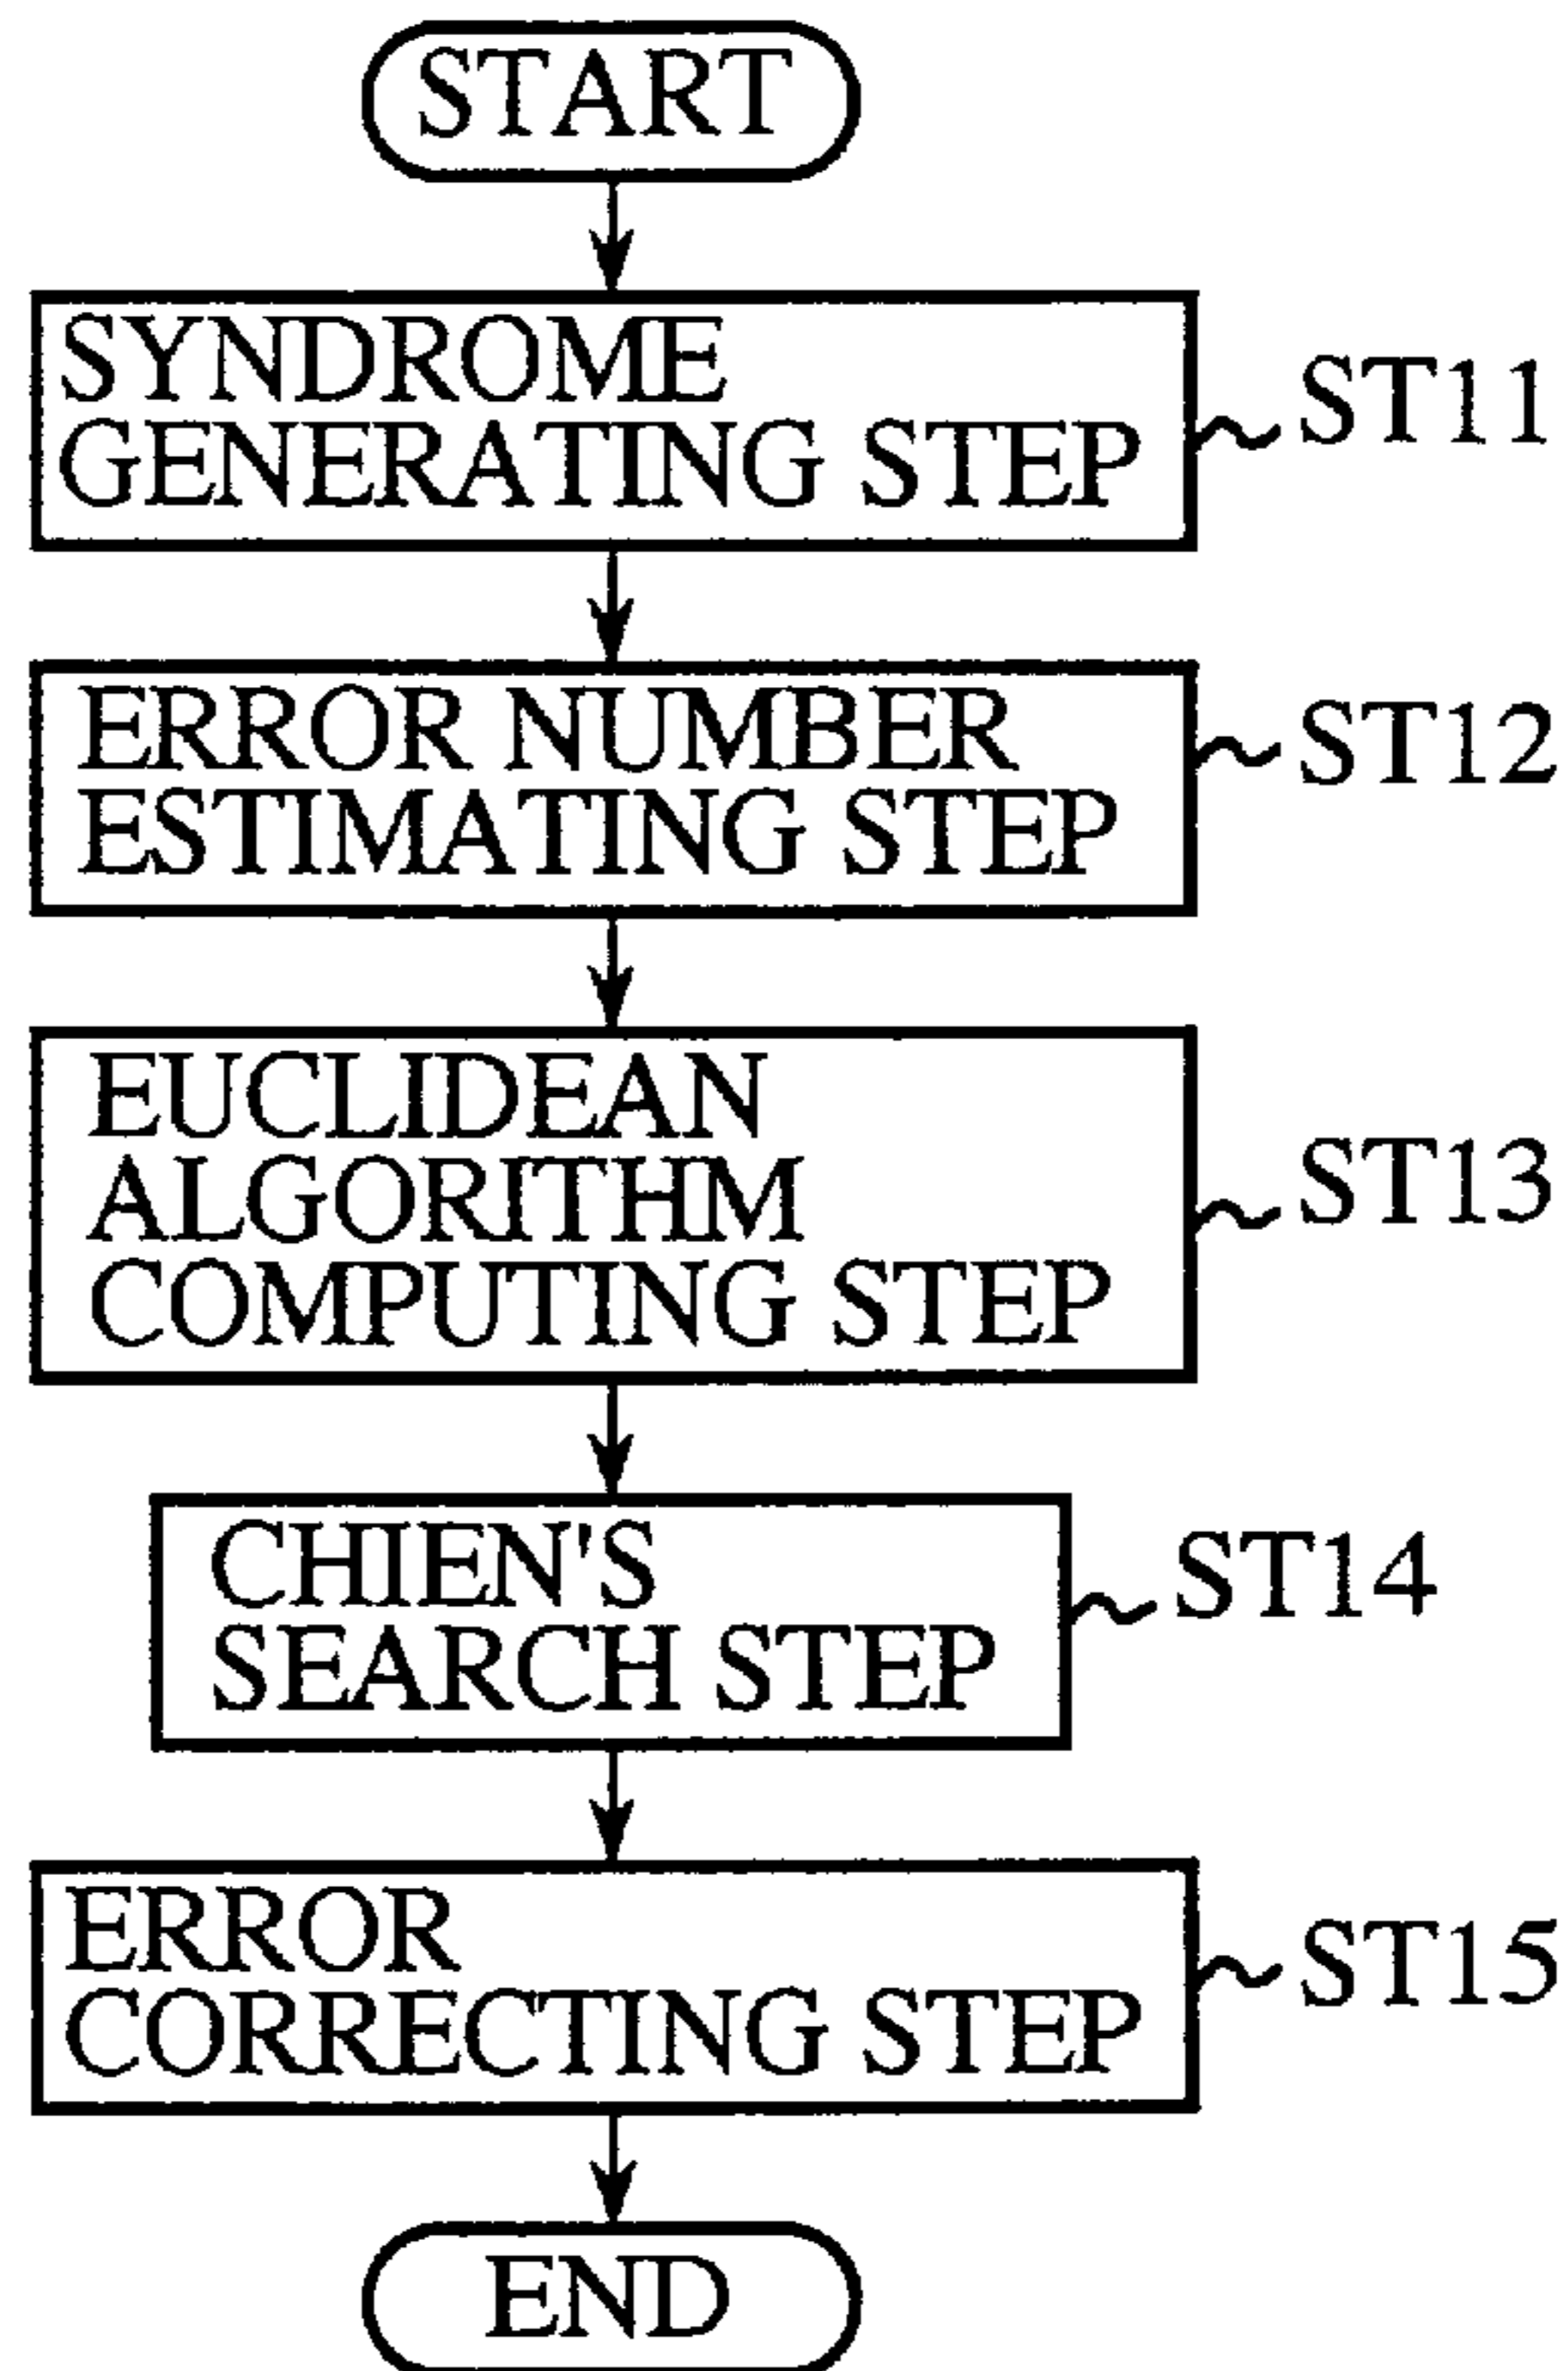 START
SYNDROME
GENERATING STEP
ST11
ERROR NUMBER
ESTIMATING STEP
ST12
EUCLIDEAN
ALGORITHM
COMPUTING STEP
ST13
CHIEN'S
SEARCH STEP
ST14
ERROR
CORRECTING STEP
ST15
END